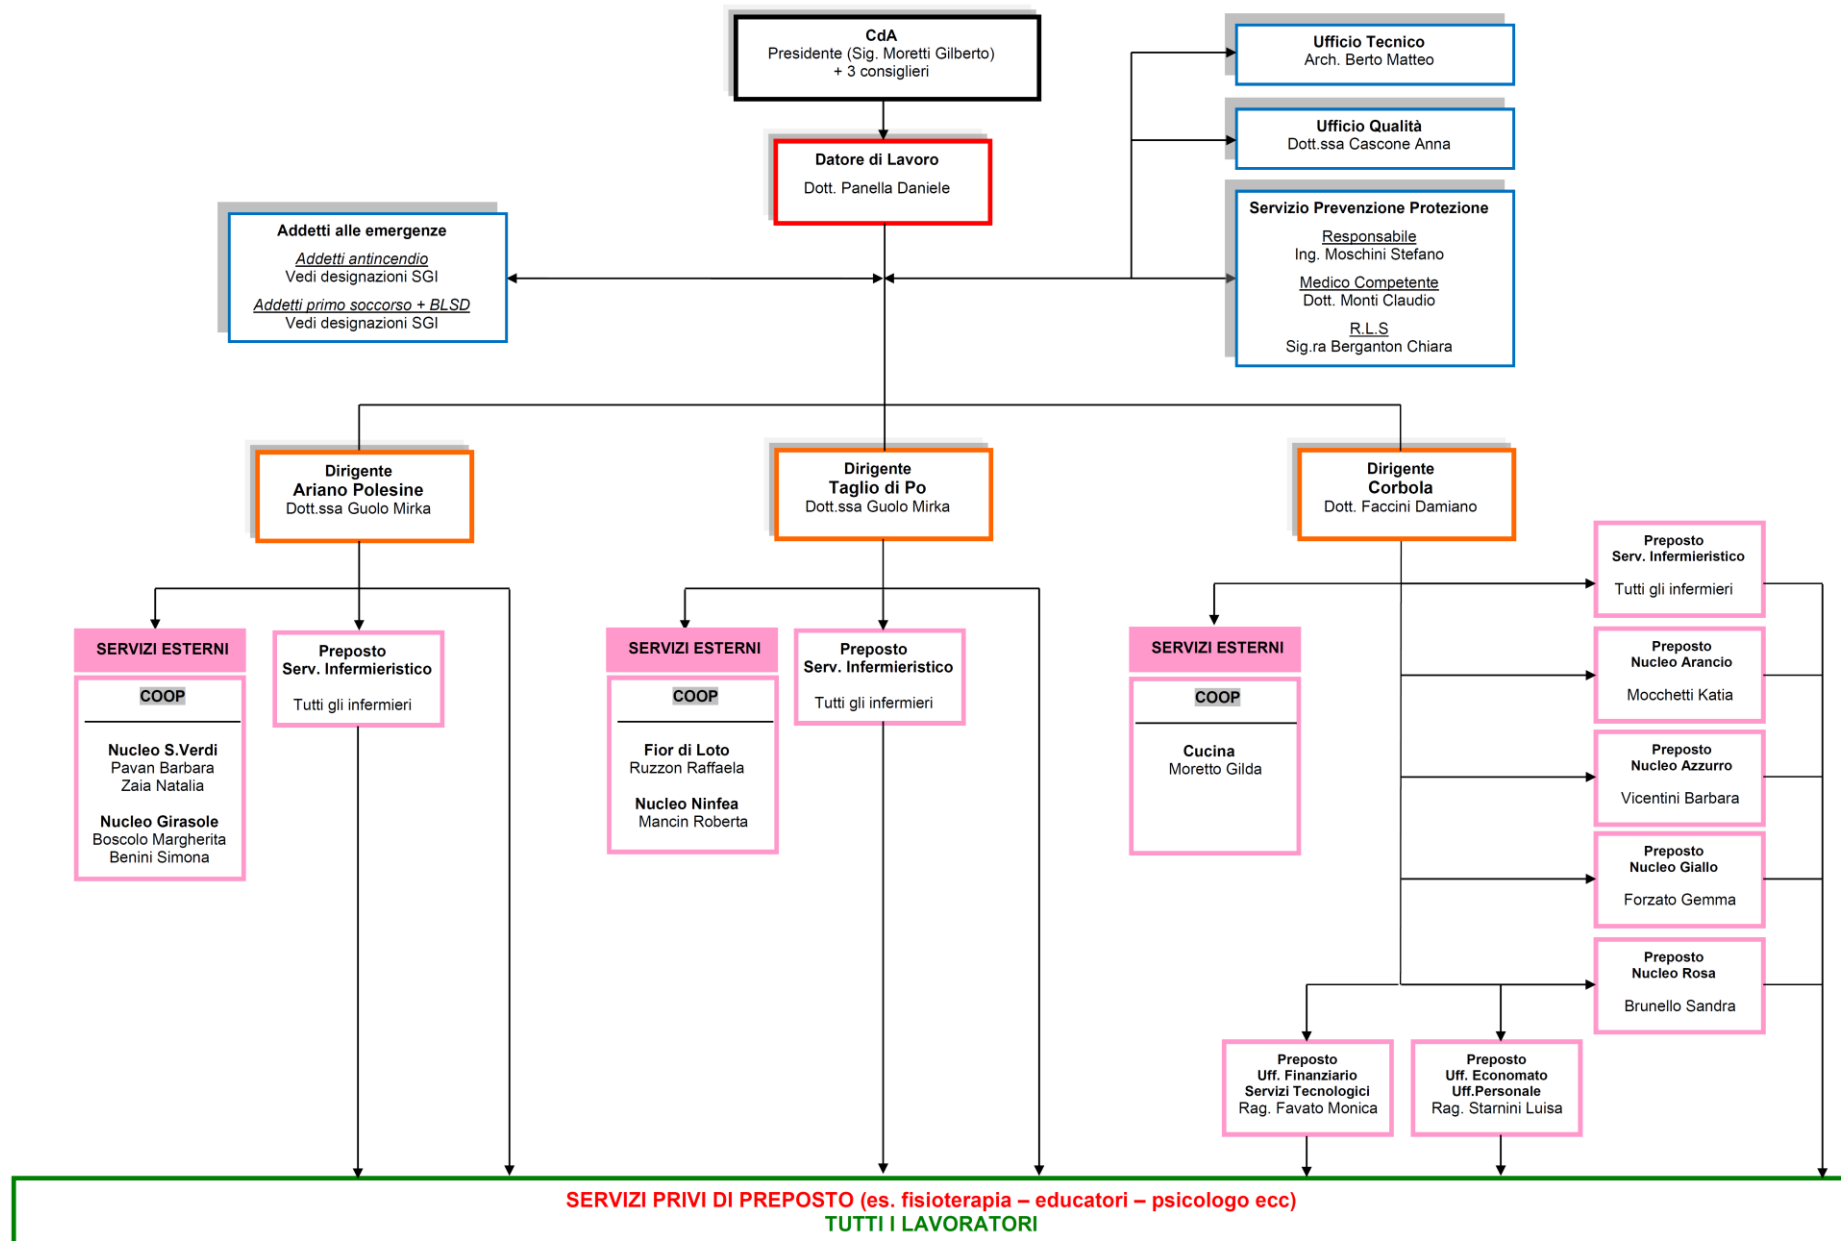 CdA
Presidente (Sig. Moretti Gilberto)
+ 3 consiglieri
Datore di Lavoro
Dott. Panella Daniele
Ufficio Tecnico
Arch. Berto Matteo
Ufficio Qualità
Dott.ssa Cascone Anna
Servizio Prevenzione Protezione
Responsabile
Ing. Moschini Stefano
Medico Competente
Dott. Monti Claudio
R.L.S
Sig.ra Berganton Chiara
Addetti alle emergenze
Addetti antincendio
Vedi designazioni SGI
Addetti primo soccorso + BLSD
Vedi designazioni SGI
Dirigente
Ariano Polesine
Dott.ssa Guolo Mirka
Dirigente
Taglio di Po
Dott.ssa Guolo Mirka
Dirigente
Corbola
Dott. Faccini Damiano
SERVIZI ESTERNI
COOP
Nucleo S.Verdi
Pavan Barbara
Zaia Natalia
Nucleo Girasole
Boscolo Margherita
Benini Simona
Preposto
Serv. Infermieristico
Tutti gli infermieri
SERVIZI ESTERNI
COOP
Fior di Loto
Ruzzon Raffaela
Nucleo Ninfea
Mancin Roberta
Preposto
Serv. Infermieristico
Tutti gli infermieri
SERVIZI ESTERNI
COOP
Cucina
Moretto Gilda
Preposto
Serv. Infermieristico
Tutti gli infermieri
Preposto
Nucleo Arancio
Mocchetti Katia
Preposto
Nucleo Azzurro
Vicentini Barbara
Preposto
Nucleo Giallo
Forzato Gemma
Preposto
Nucleo Rosa
Brunello Sandra
Preposto
Uff. Finanziario
Servizi Tecnologici
Rag. Favato Monica
Preposto
Uff. Economato
Uff.Personale
Rag. Starnini Luisa
SERVIZI PRIVI DI PREPOSTO (es. fisioterapia – educatori – psicologo ecc)
TUTTI I LAVORATORI